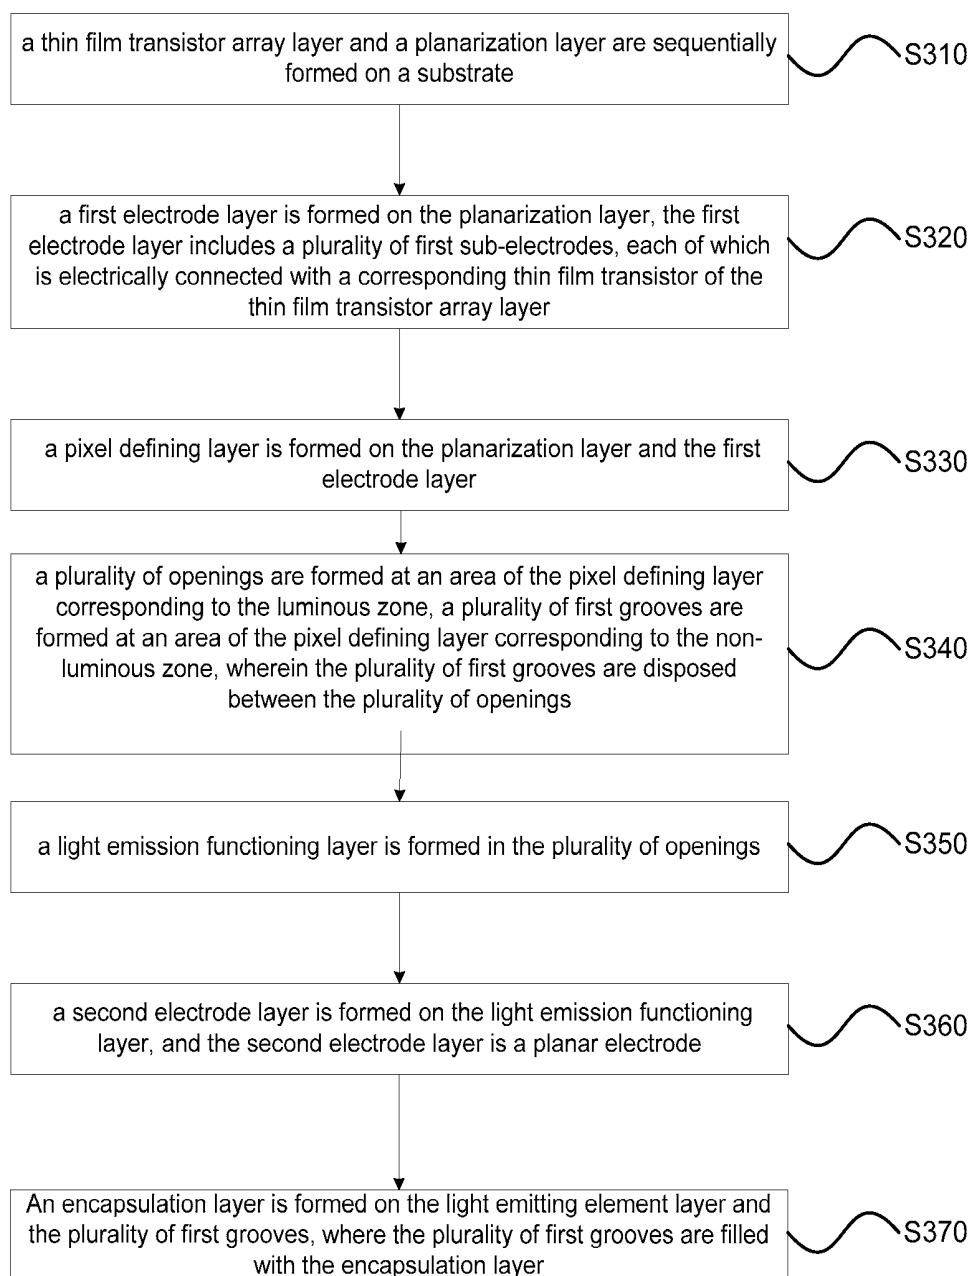 a thin film transistor array layer and a planarization layer are sequentially
formed on a substrate
S310
a first electrode layer is formed on the planarization layer, the first
electrode layer includes a plurality of first sub-electrodes, each of which
is electrically connected with a corresponding thin film transistor of the
thin film transistor array layer
S320
a pixel defining layer is formed on the planarization layer and the first
electrode layer
S330
a plurality of openings are formed at an area of the pixel defining layer
corresponding to the luminous zone, a plurality of first grooves are
formed at an area of the pixel defining layer corresponding to the non-
luminous zone, wherein the plurality of first grooves are disposed
between the plurality of openings
S340
a light emission functioning layer is formed in the plurality of openings
S350
a second electrode layer is formed on the light emission functioning
layer, and the second electrode layer is a planar electrode
S360
An encapsulation layer is formed on the light emitting element layer and
the plurality of first grooves, where the plurality of first grooves are filled
with the encapsulation layer
S370